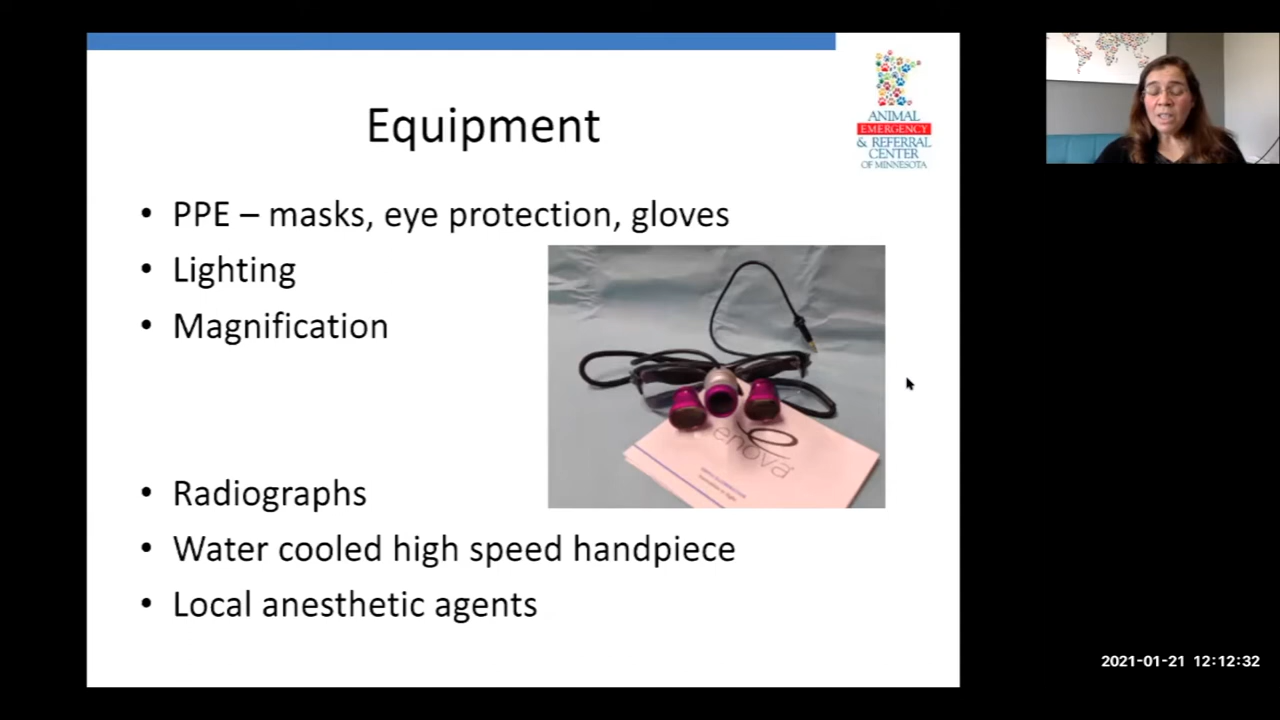 Equipment
ANIMAL
EMERGENCY
& REFERRAL
CENTER
OF MINNESOTA
• PPE – masks, eye protection, gloves
• Lighting
• Magnification
enova
• Radiographs
• Water cooled high speed handpiece
• Local anesthetic agents
2021-01-21 12:12:32